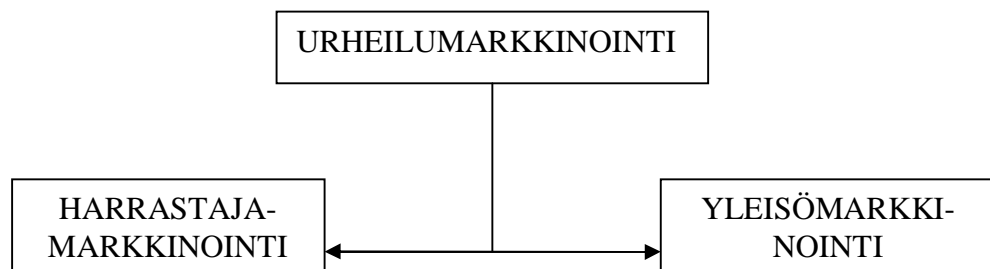 URHEILUMARKKINOINTI
HARRASTAJA-
MARKKINOINTI
YLEISÖMARKKI-
NOINTI